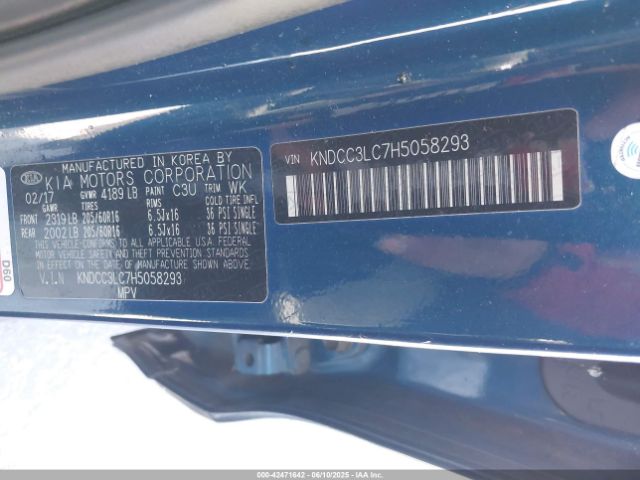 MANUFACTURED IN KOREA BY
KIA KIA MOTORS CORPORATION
02/17 GVWR 4189 LB PAINT C3U TRIM WK
GAWR TIRES RIMS COLD TIRE INFL
FRONT 2319 LB 205/60R16 6.5Jx16 36 PSI SINGLE
REAR 2002 LB 205/60R16 6.5Jx16 36 PSI SINGLE
THIS VEHICLE CONFORMS TO ALL APPLICABLE U.S.A. FEDERAL
MOTOR VEHICLE SAFETY AND THEFT PREVENTION STANDARDS
IN EFFECT ON THE DATE OF MANUFACTURE SHOWN ABOVE.
V.I.N KNDCC3LC7H5058293
MPV
VIN KNDCC3LC7H5058293
D60
000-42471642 - 06/10/2025 - IAA Inc.